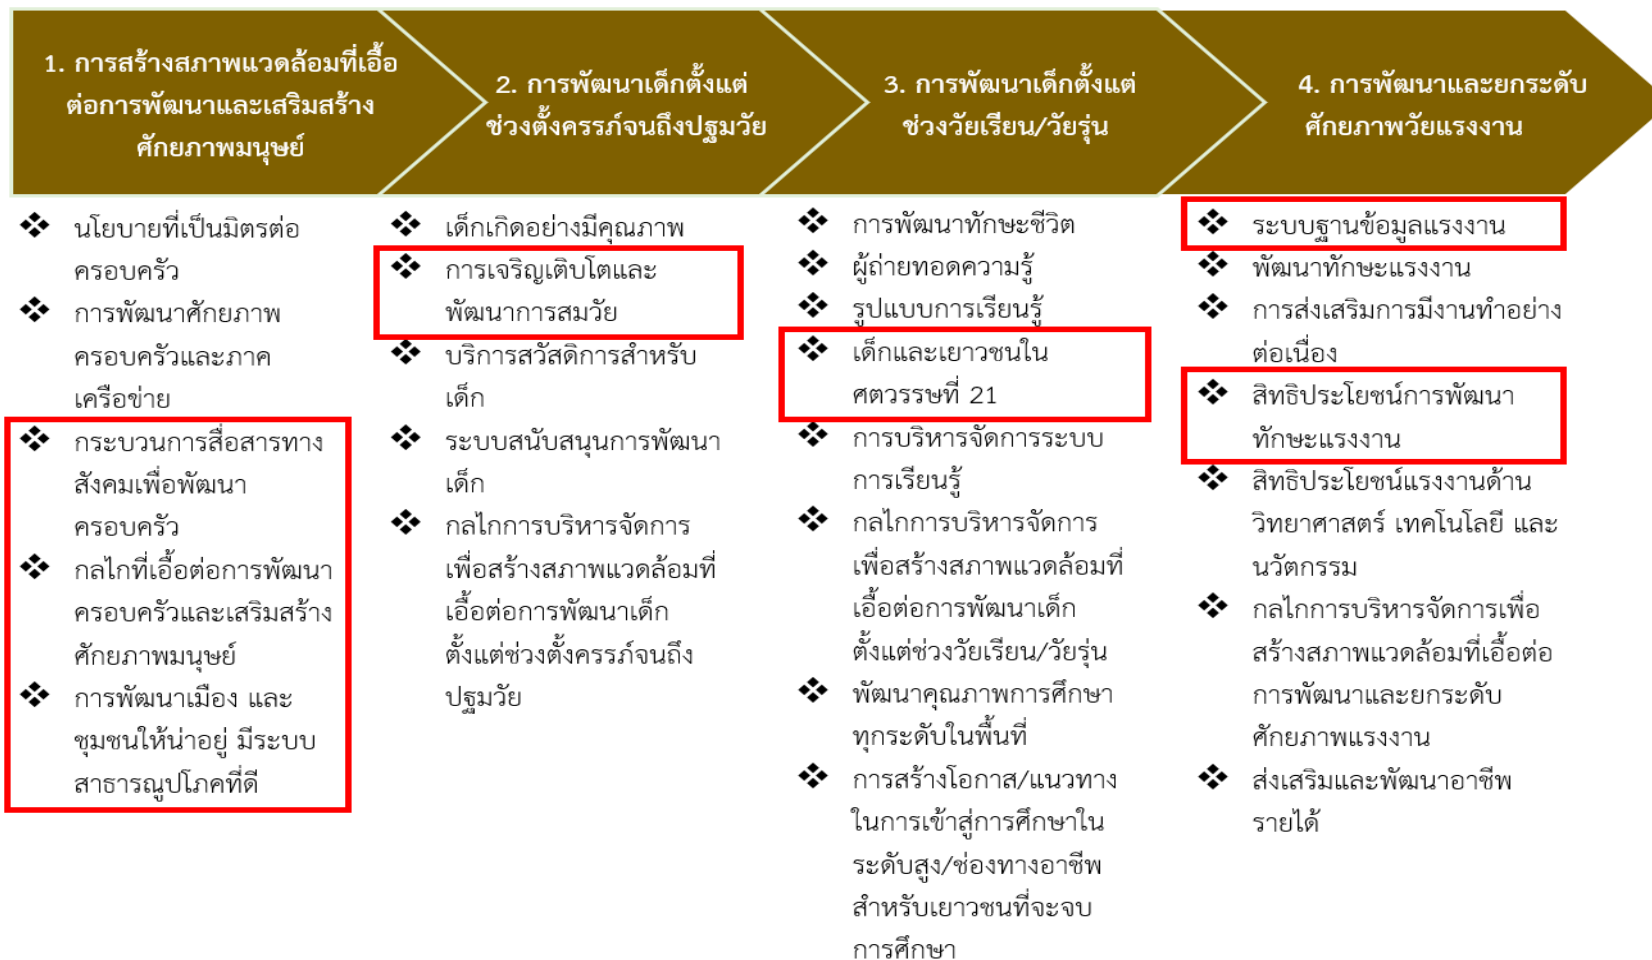 1. การสร้างสภาพแวดล้อมที่เอื้อ
ต่อการพัฒนาและเสริมสร้าง
ศักยภาพมนุษย์
2. การพัฒนาเด็กตั้งแต่
ช่วงตั้งครรภ์จนถึงปฐมวัย
3. การพัฒนาเด็กตั้งแต่
ช่วงวัยเรียน/วัยรุ่น
4. การพัฒนาและยกระดับ
ศักยภาพวัยแรงงาน
❖ นโยบายที่เป็นมิตรต่อ
ครอบครัว
❖ การพัฒนาศักยภาพ
ครอบครัวและภาค
เครือข่าย
❖ กระบวนการสื่อสารทาง
สังคมเพื่อพัฒนา
ครอบครัว
❖ กลไกที่เอื้อต่อการพัฒนา
ครอบครัวและเสริมสร้าง
ศักยภาพมนุษย์
❖ การพัฒนาเมือง และ
ชุมชนให้น่าอยู่ มีระบบ
สาธารณูปโภคที่ดี
❖ เด็กเกิดอย่างมีคุณภาพ
❖ การเจริญเติบโตและ
พัฒนาการสมวัย
❖ บริการสวัสดิการสำหรับ
เด็ก
❖ ระบบสนับสนุนการพัฒนา
เด็ก
❖ กลไกการบริหารจัดการ
เพื่อสร้างสภาพแวดล้อมที่
เอื้อต่อการพัฒนาเด็ก
ตั้งแต่ช่วงตั้งครรภ์จนถึง
ปฐมวัย
❖ การพัฒนาทักษะชีวิต
❖ ผู้ถ่ายทอดความรู้
❖ รูปแบบการเรียนรู้
❖ เด็กและเยาวชนใน
ศตวรรษที่ 21
❖ การบริหารจัดการระบบ
การเรียนรู้
❖ กลไกการบริหารจัดการ
เพื่อสร้างสภาพแวดล้อมที่
เอื้อต่อการพัฒนาเด็ก
ตั้งแต่ช่วงวัยเรียน/วัยรุ่น
❖ พัฒนาคุณภาพการศึกษา
ทุกระดับในพื้นที่
❖ การสร้างโอกาส/แนวทาง
ในการเข้าสู่การศึกษาใน
ระดับสูง/ช่องทางอาชีพ
สำหรับเยาวชนที่จะจบ
การศึกษา
❖ ระบบฐานข้อมูลแรงงาน
❖ พัฒนาทักษะแรงงาน
❖ การส่งเสริมการมีงานทำอย่าง
ต่อเนื่อง
❖ สิทธิประโยชน์การพัฒนา
ทักษะแรงงาน
❖ สิทธิประโยชน์แรงงานด้าน
วิทยาศาสตร์ เทคโนโลยี และ
นวัตกรรม
❖ กลไกการบริหารจัดการเพื่อ
สร้างสภาพแวดล้อมที่เอื้อต่อ
การพัฒนาและยกระดับ
ศักยภาพแรงงาน
❖ ส่งเสริมและพัฒนาอาชีพ
รายได้